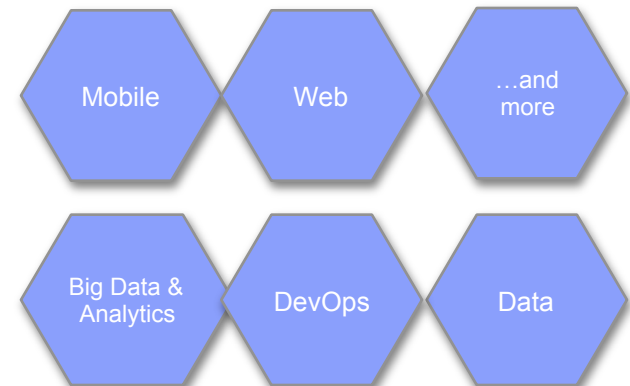 Mobile
Web
…and
more
Big Data &
Analytics
DevOps
Data